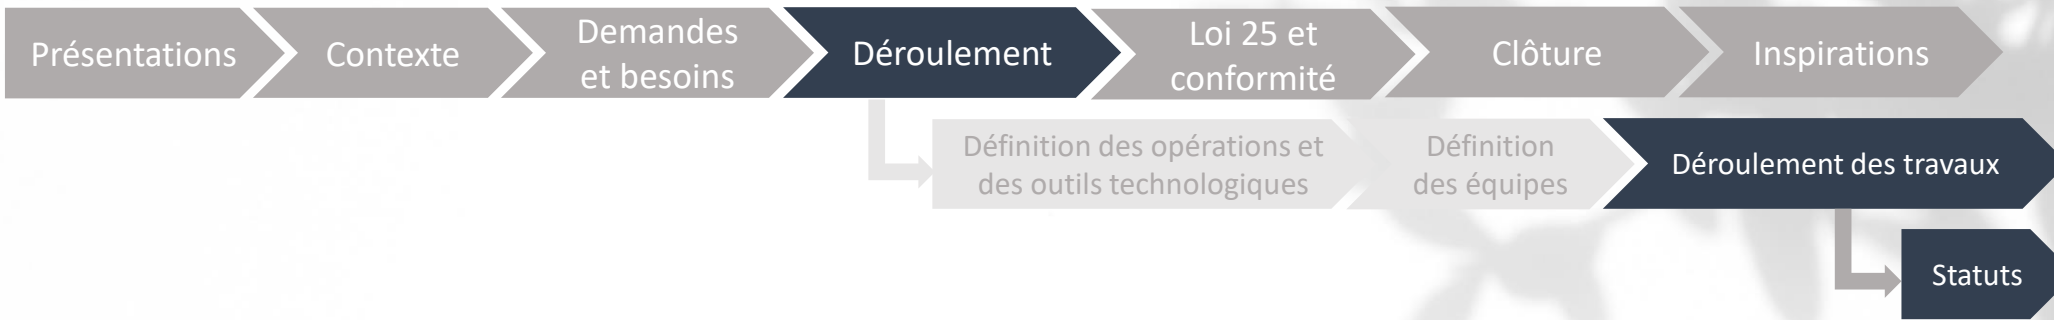 Présentations
Contexte
Demandes
et besoins
Déroulement
Loi 25 et
conformité
Clôture
Inspirations
Définition des opérations et
des outils technologiques
Définition
des équipes
Déroulement des travaux
Statuts